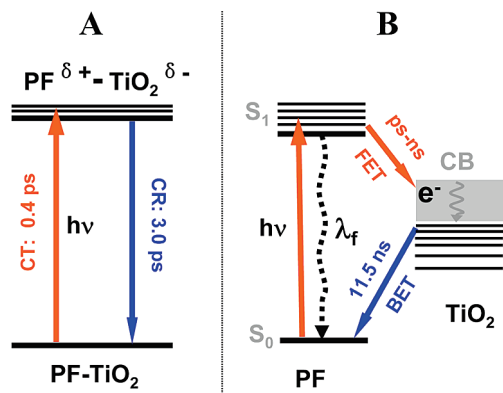 A
PF δ+ - TiO2 δ-
CT: 0.4 ps
hν
CR: 3.0 ps
PF-TiO2
B
S1
ps-ns
FET
CB
e-
hν
λf
11.5 ns
BET
TiO2
S0
PF